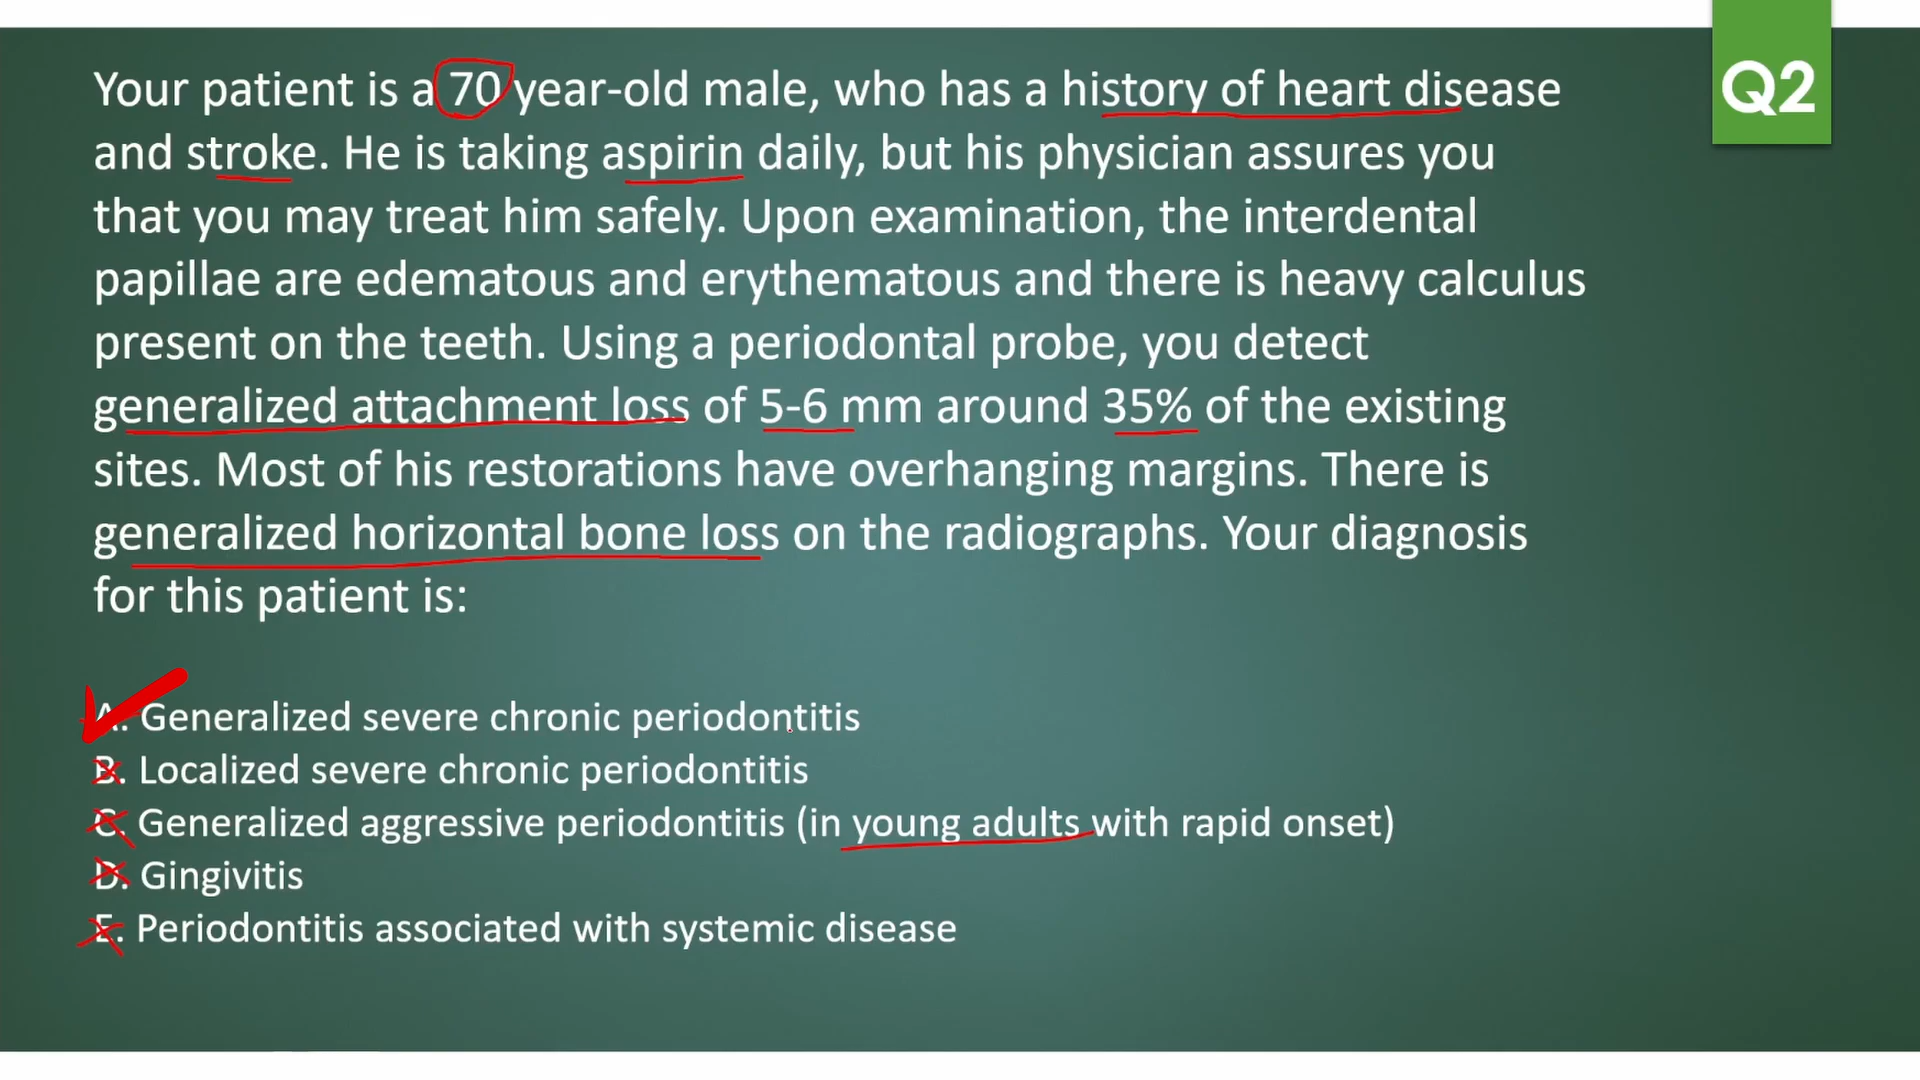 Q2
Your patient is a 70 year-old male, who has a history of heart disease
and stroke. He is taking aspirin daily, but his physician assures you
that you may treat him safely. Upon examination, the interdental
papillae are edematous and erythematous and there is heavy calculus
present on the teeth. Using a periodontal probe, you detect
generalized attachment loss of 5-6 mm around 35% of the existing
sites. Most of his restorations have overhanging margins. There is
generalized horizontal bone loss on the radiographs. Your diagnosis
for this patient is:
A. Generalized severe chronic periodontitis
B. Localized severe chronic periodontitis
C. Generalized aggressive periodontitis (in young adults with rapid onset)
D. Gingivitis
E. Periodontitis associated with systemic disease